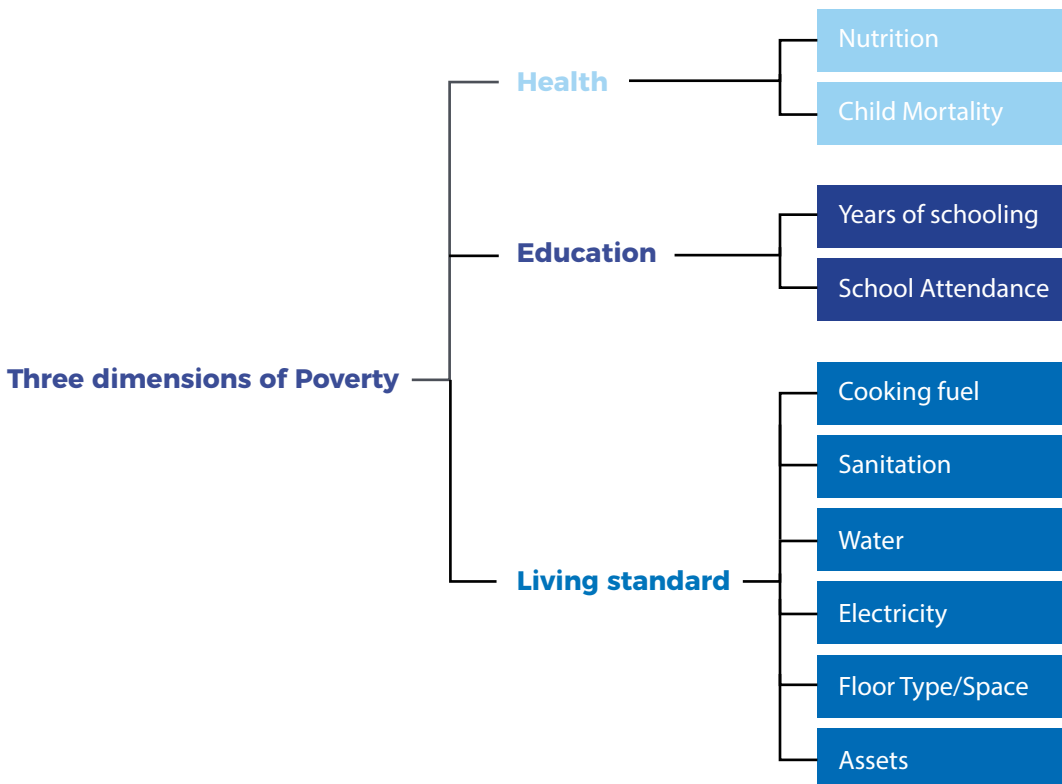 Three dimensions of Poverty
Health
Nutrition
Child Mortality
Education
Years of schooling
School Attendance
Living standard
Cooking fuel
Sanitation
Water
Electricity
Floor Type/Space
Assets